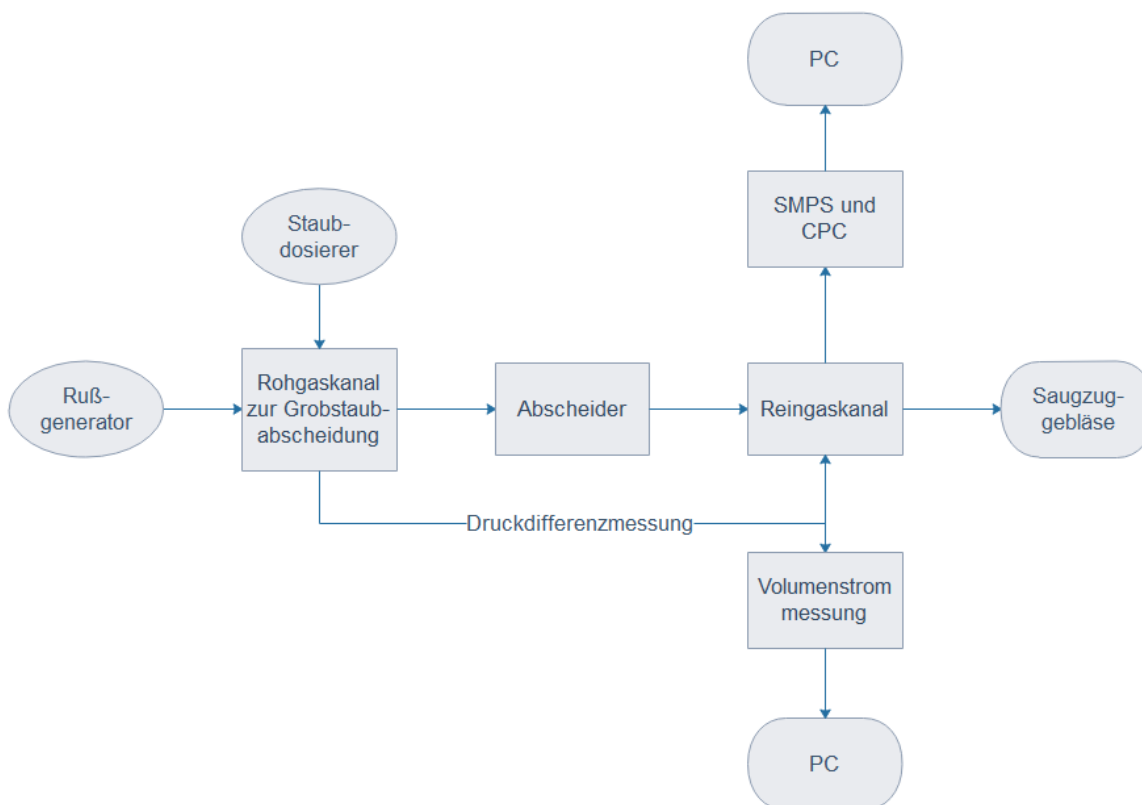 PC
SMPS und
CPC
Staub-
dosierer
Ruß-
generator
Rohgaskanal
zur Grobstaub-
abscheidung
Abscheider
Reingaskanal
Saugzug-
gebläse
Druckdifferenzmessung
Volumenstrom
messung
PC